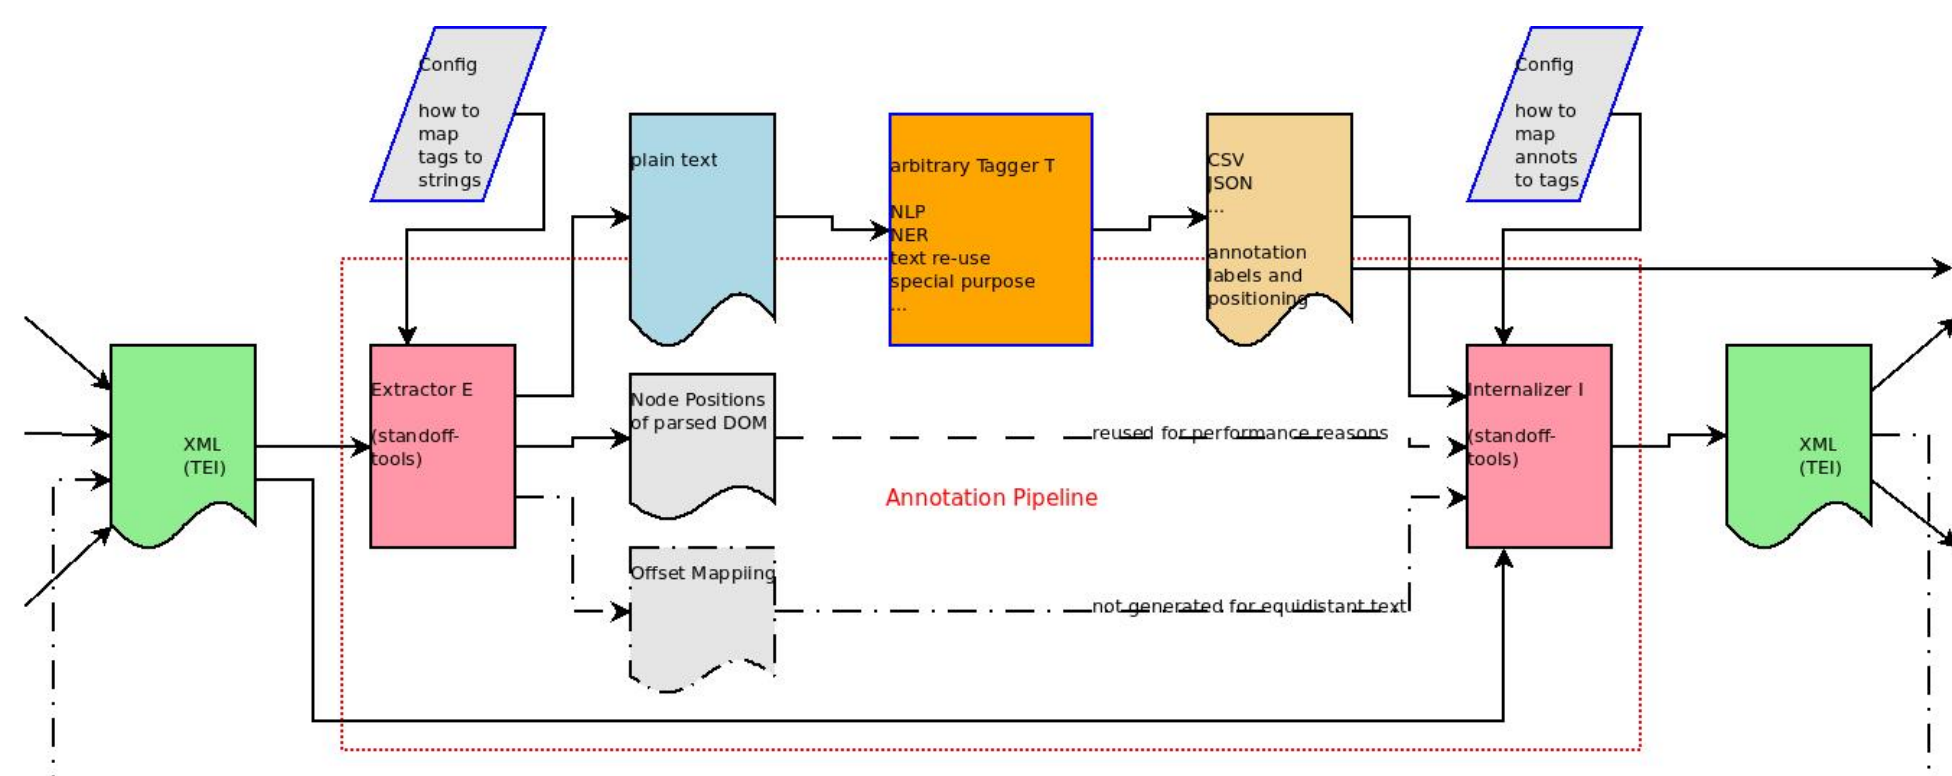 Config
how to
map
tags to
strings
plain text
arbitrary Tagger T
NLP
NER
text re-use
special purpose
...
CSV
JSON
...
annotation
labels and
positioning
Config
how to
map
annots
to tags
XML
(TEI)
Extractor E
(standoff-
tools)
Node Positions
of parsed DOM
reused for performance reasons
Annotation Pipeline
Offset Mappiing
not generated for equidistant text
Internalizer I
(standoff-
tools)
XML
(TEI)